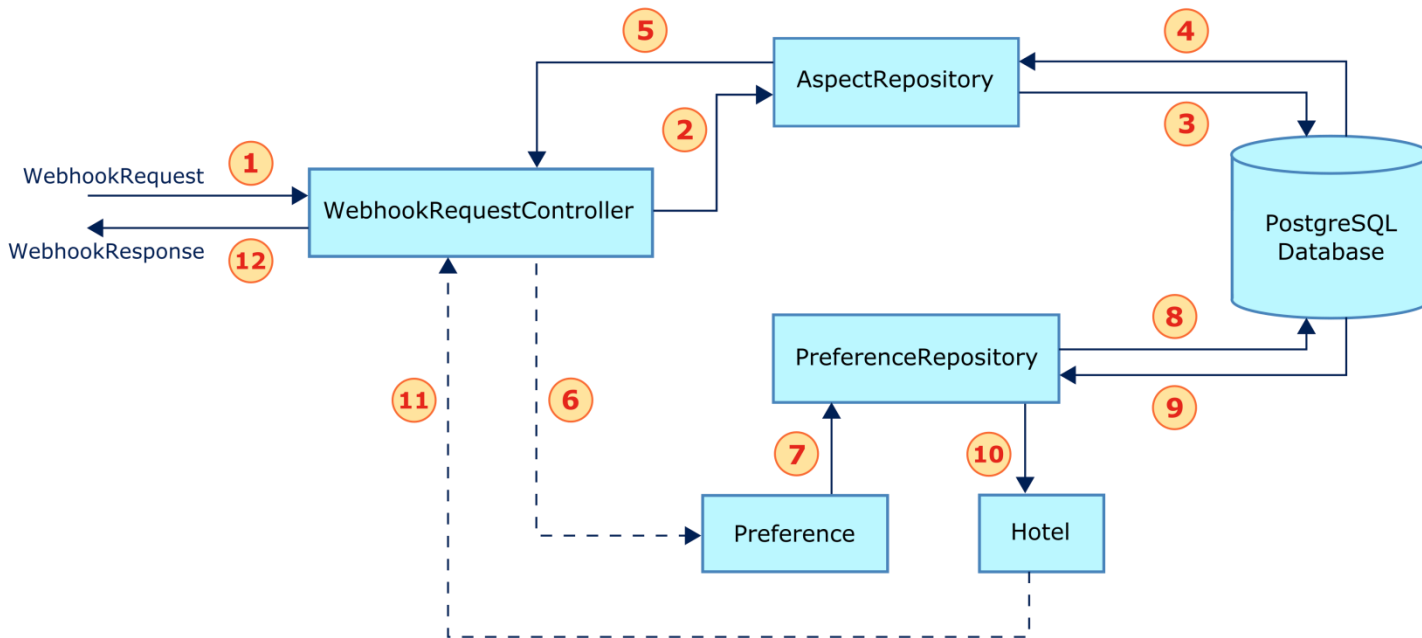 5
4
AspectRepository
2
3
1
WebhookRequest
WebhookRequestController
WebhookResponse
12
PostgreSQL
Database
8
PreferenceRepository
11
6
9
7
10
Preference
Hotel